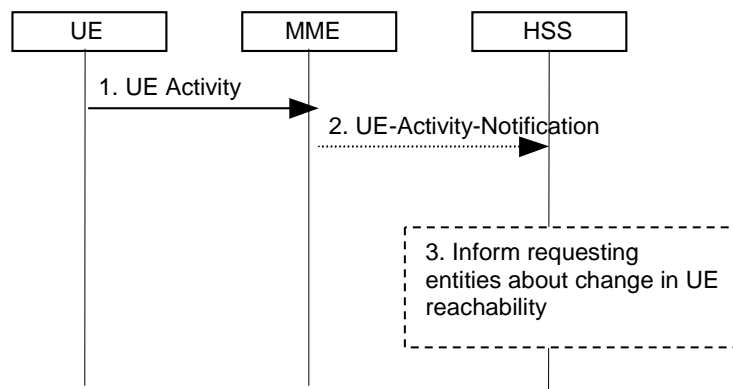 UE
MME
HSS
1. UE Activity
2. UE-Activity-Notification
3. Inform requesting
entities about change in UE
reachability